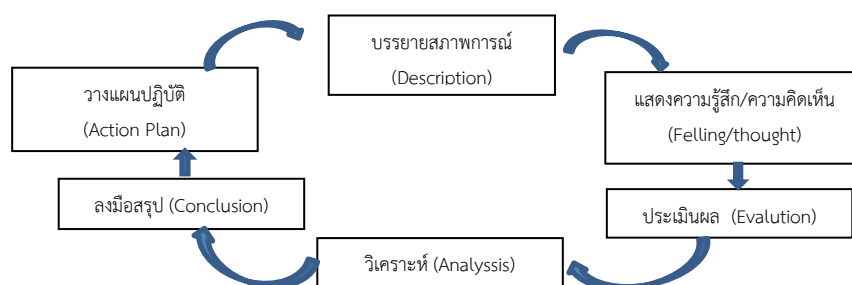 บรรยายสภาพการณ์
(Description)
แสดงความรู้สึก/ความคิดเห็น
(Felling/thought)
ประเมินผล (Evalution)
วิเคราะห์ (Analyssis)
ลงมือสรุป (Conclusion)
วางแผนปฏิบัติ
(Action Plan)